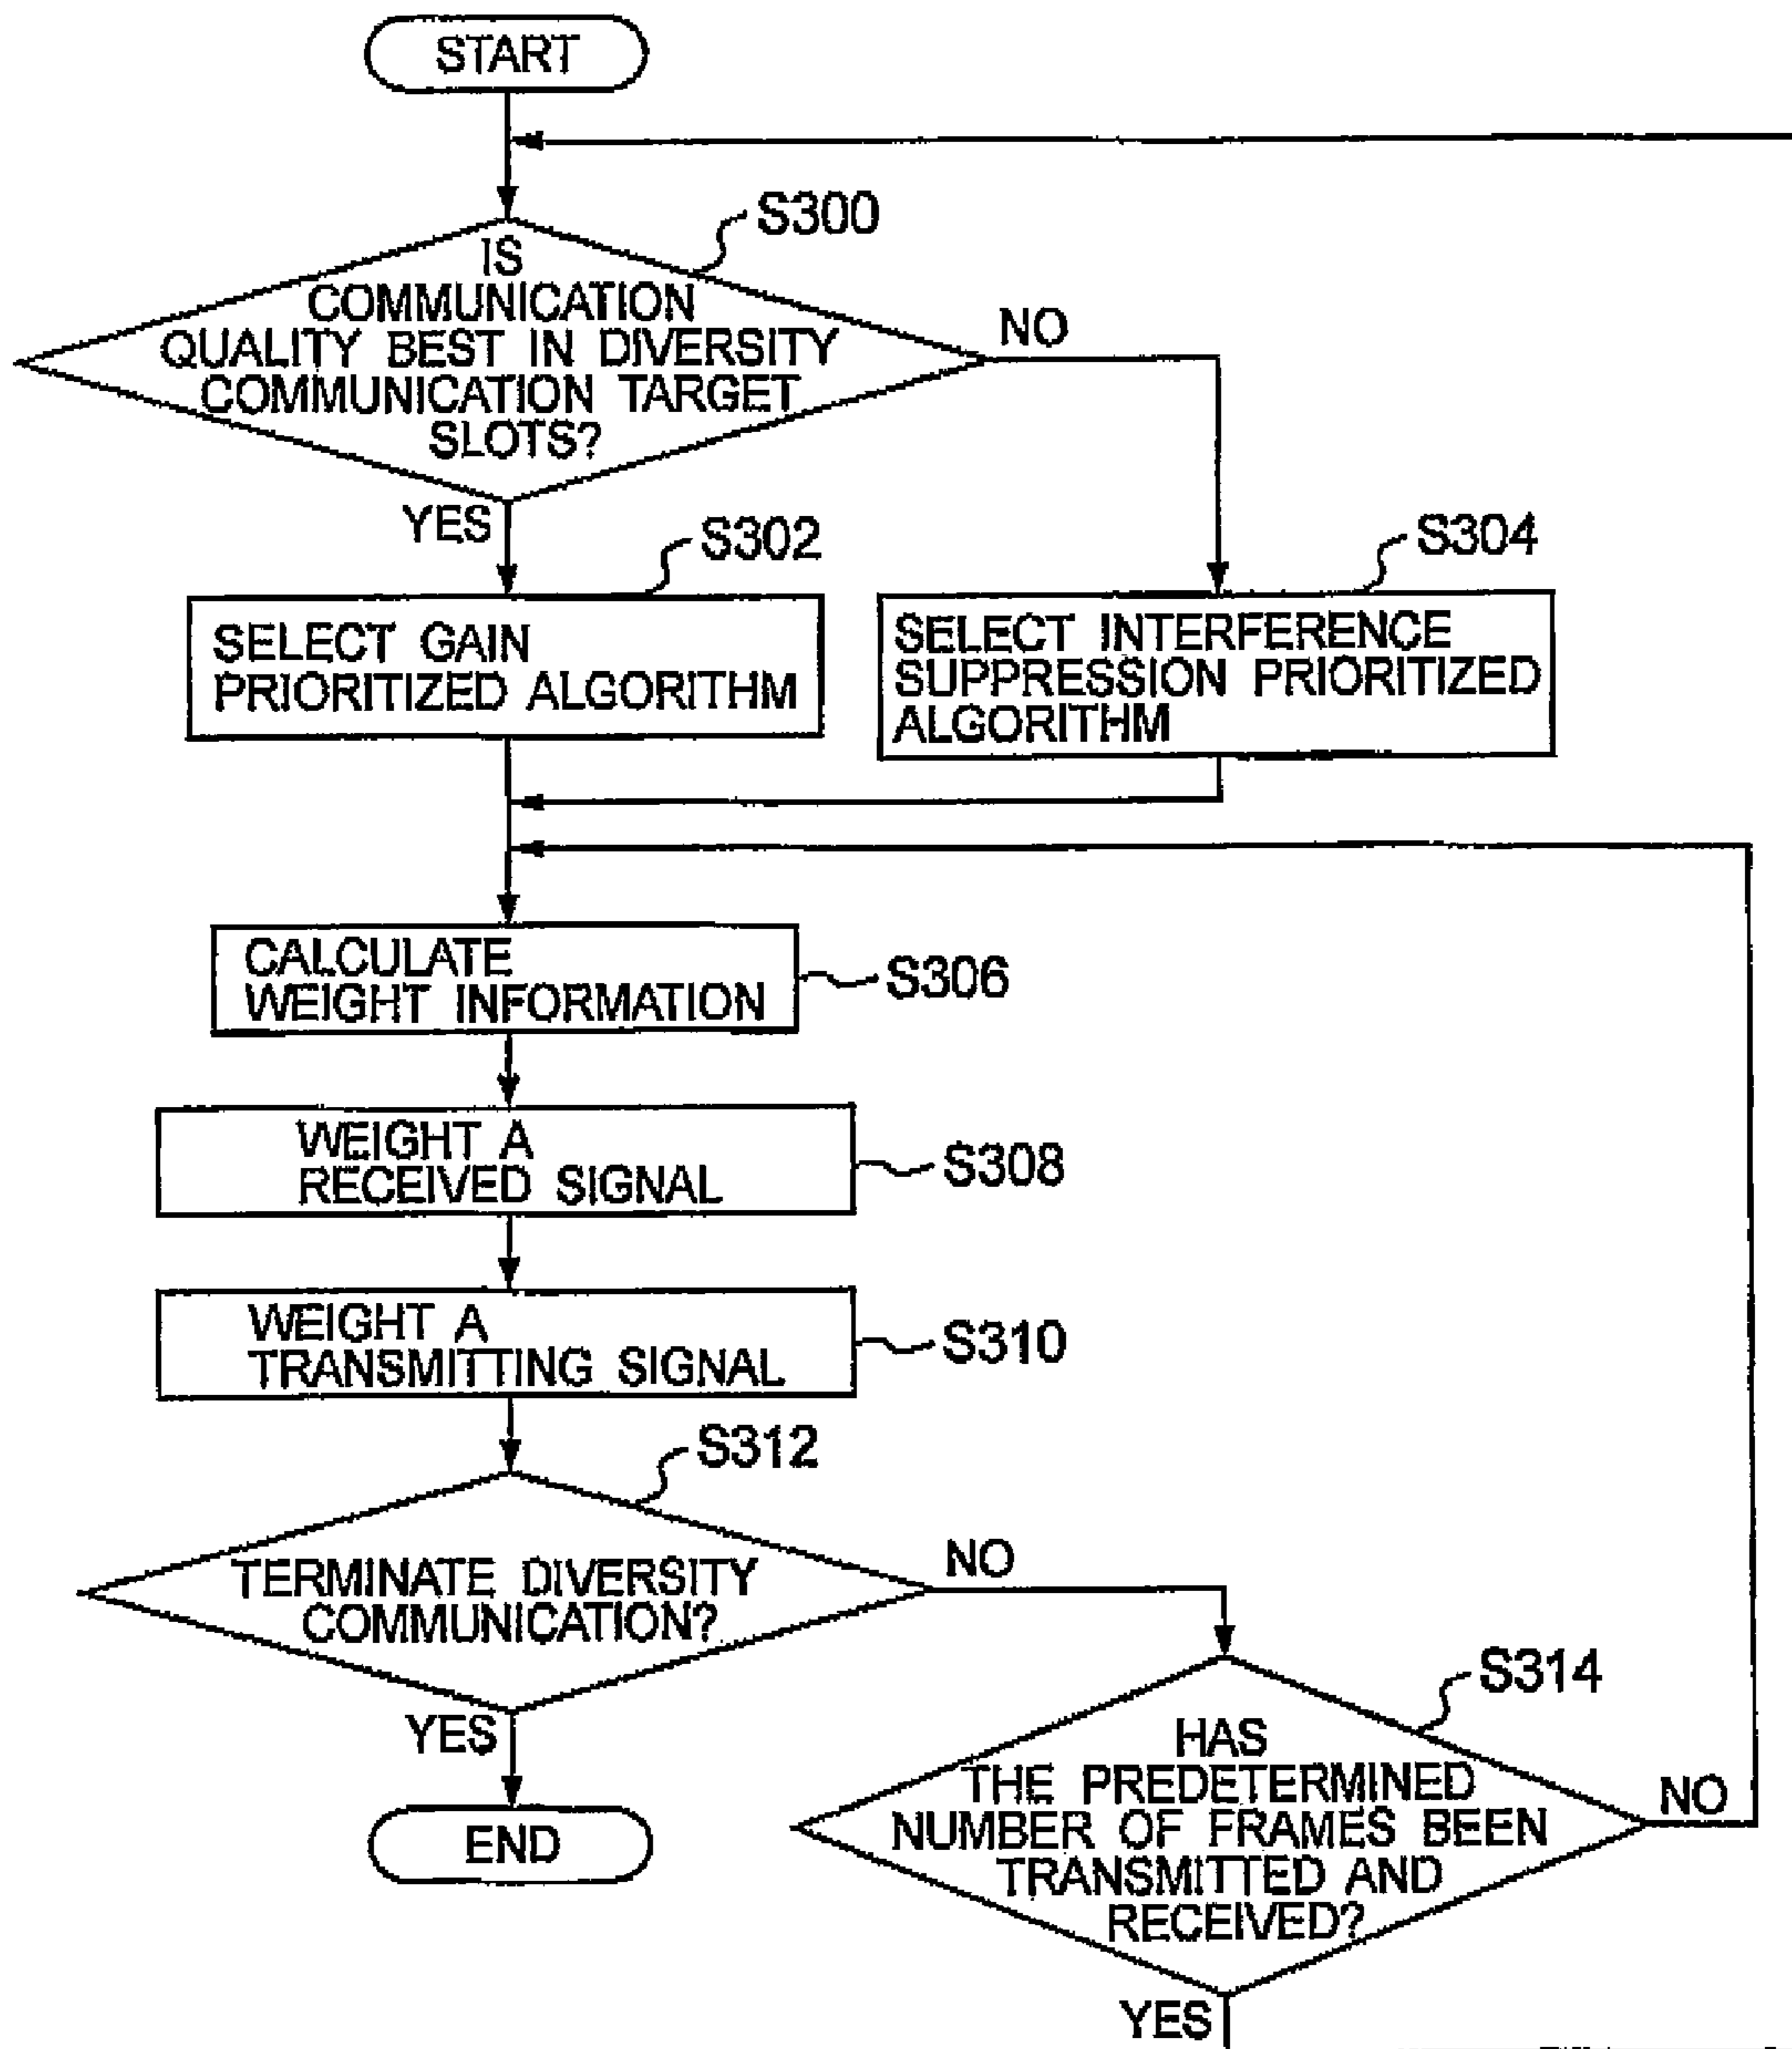 START
S300
IS
COMMUNICATION
QUALITY BEST IN DIVERSITY
COMMUNICATION TARGET
SLOTS?
NO
YES
S302
S304
SELECT GAIN
PRIORITIZED ALGORITHM
SELECT INTERFERENCE
SUPPRESSION PRIORITIZED
ALGORITHM
CALCULATE
WEIGHT INFORMATION
S306
WEIGHT A
RECEIVED SIGNAL
S308
WEIGHT A
TRANSMITTING SIGNAL
S310
S312
TERMINATE DIVERSITY
COMMUNICATION?
NO
YES
END
S314
HAS
THE PREDETERMINED
NUMBER OF FRAMES BEEN
TRANSMITTED AND
RECEIVED?
NO
YES